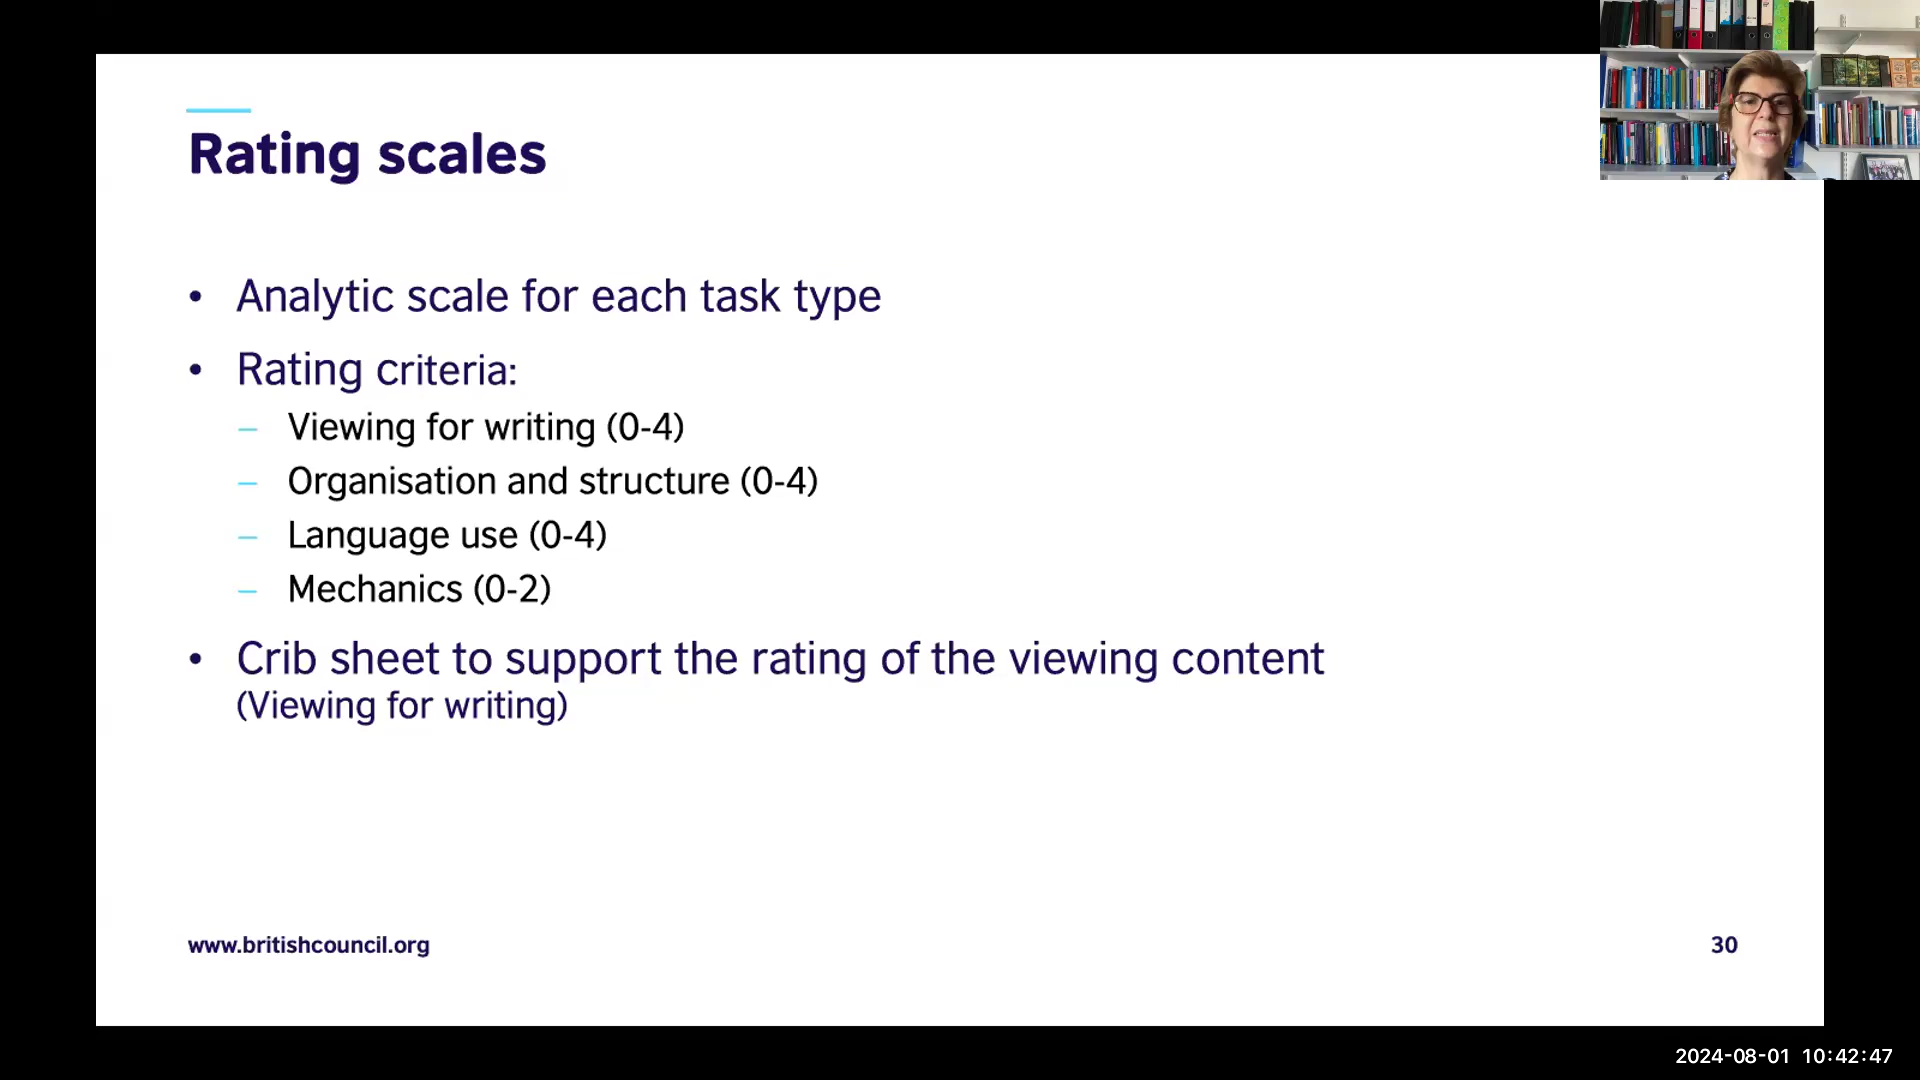 Rating scales
• Analytic scale for each task type
• Rating criteria:
– Viewing for writing (0-4)
– Organisation and structure (0-4)
– Language use (0-4)
– Mechanics (0-2)
• Crib sheet to support the rating of the viewing content
(Viewing for writing)
www.britishcouncil.org
30
2024-08-01 10:42:47